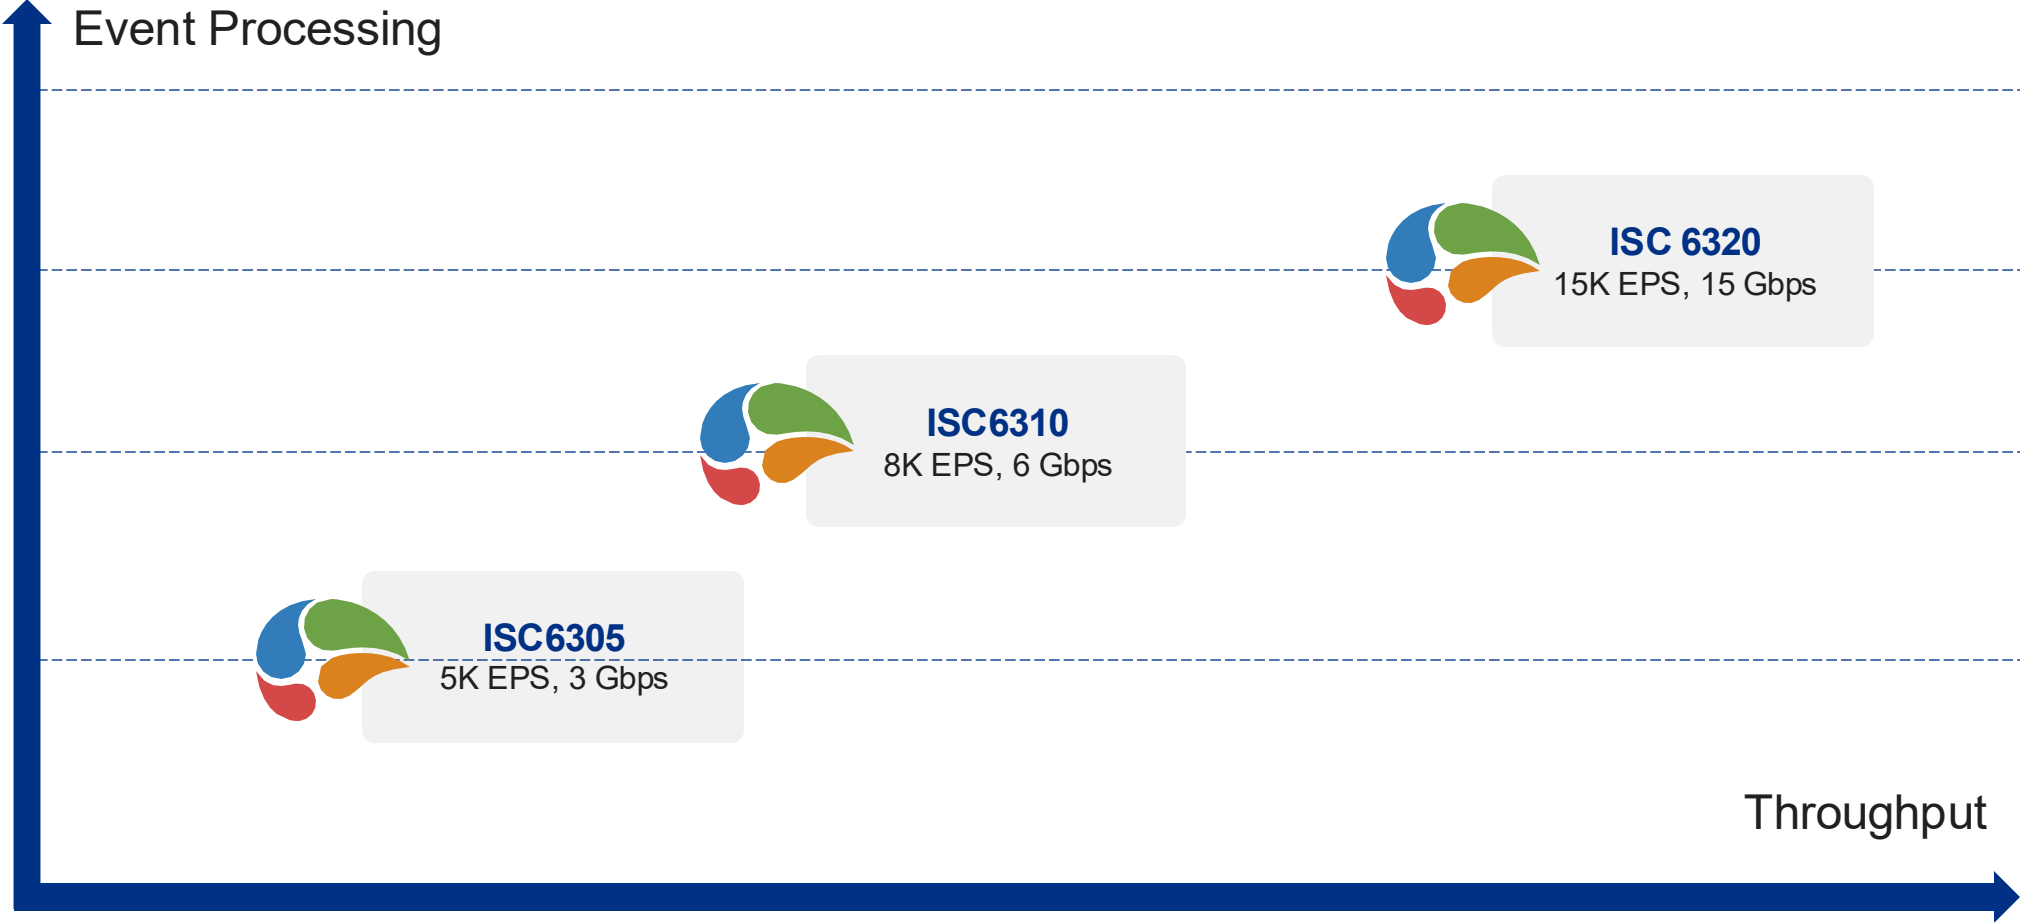 Event Processing
ISC 6320
15K EPS, 15 Gbps
ISC6310
8K EPS, 6 Gbps
ISC6305
5K EPS, 3 Gbps
Throughput